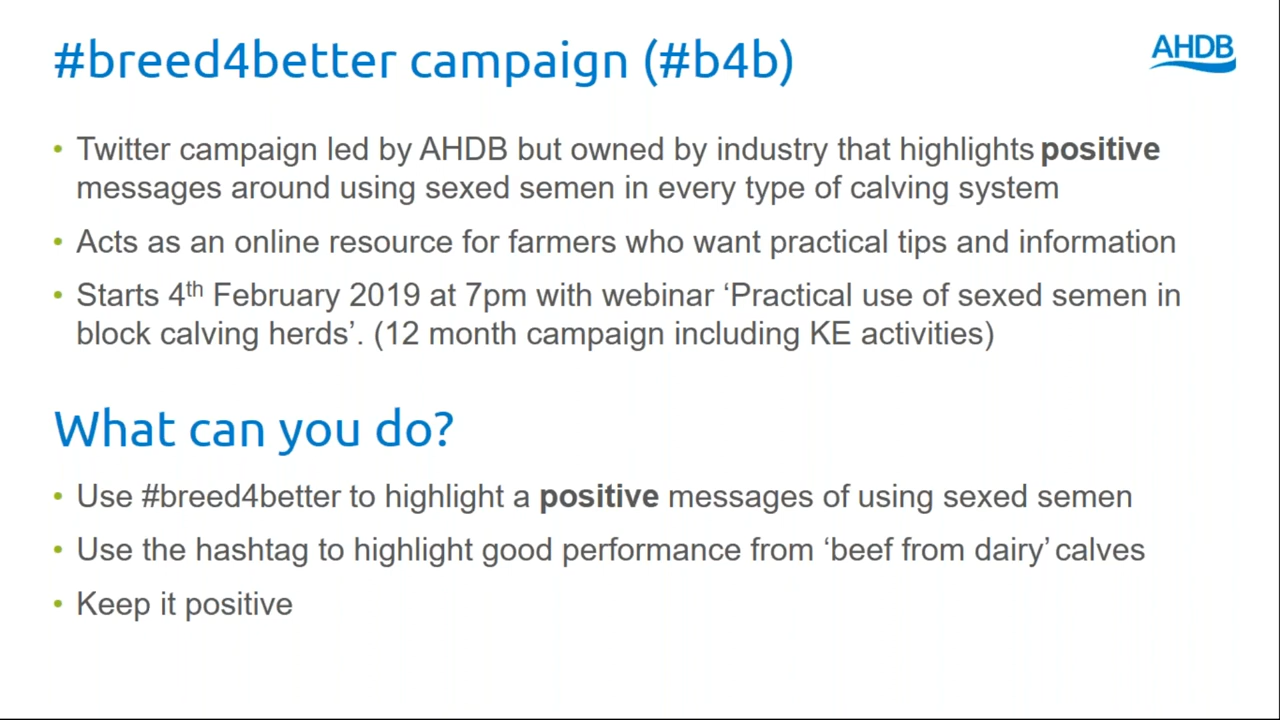 #breed4better campaign (#b4b)
AHDB
• Twitter campaign led by AHDB but owned by industry that highlights positive
messages around using sexed semen in every type of calving system
• Acts as an online resource for farmers who want practical tips and information
• Starts 4th February 2019 at 7pm with webinar ‘Practical use of sexed semen in
block calving herds’. (12 month campaign including KE activities)
What can you do?
• Use #breed4better to highlight a positive messages of using sexed semen
• Use the hashtag to highlight good performance from ‘beef from dairy’ calves
• Keep it positive